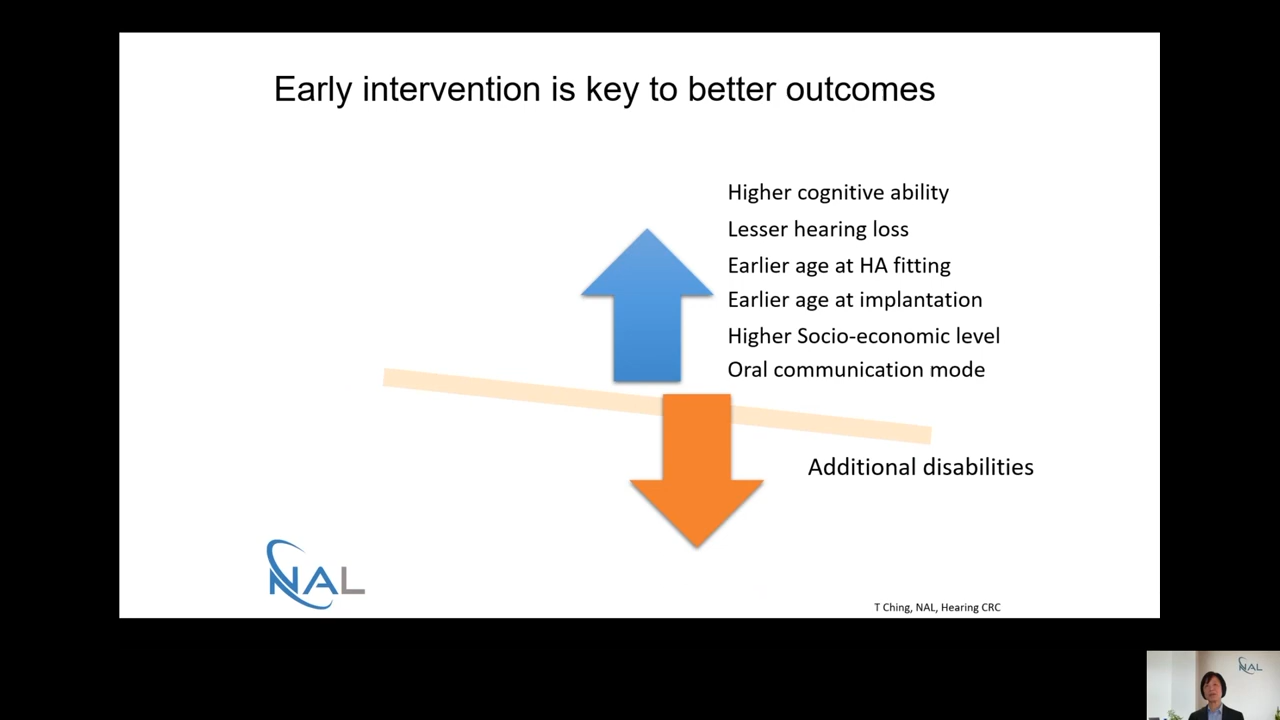 Early intervention is key to better outcomes
Higher cognitive ability
Lesser hearing loss
Earlier age at HA fitting
Earlier age at implantation
Higher Socio-economic level
Oral communication mode
Additional disabilities
NAL
T Ching, NAL, Hearing CRC
NAL